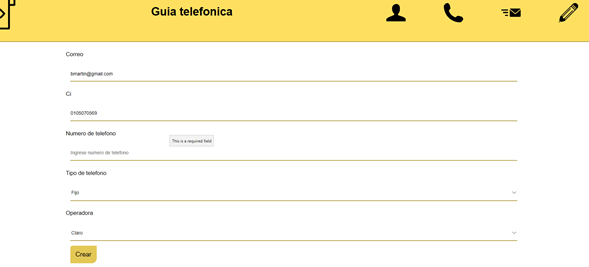 Guia telefonica
Correo
bmartin@gmail.com
Ci
0105070569
Numero de telefono
This is a required field
Ingrese numero de telefono
Tipo de telefono
Fijo
Operadora
Claro
Crear